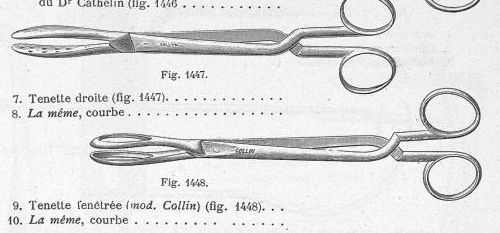 du Dr Cathelin (fig. 1446 . . . . . . . . . . .
COLLIN
Fig. 1447.
7. Tenette droite (fig. 1447). . . . . . . . . . . . .
8. La même, courbe . . . . . . . . . . . . . . . . .
COLLIN
Fig. 1448.
9. Tenette fenêtrée (mod. Collin) (fig. 1448). . .
10. La même, courbe . . . . . . . . . . . . . . .